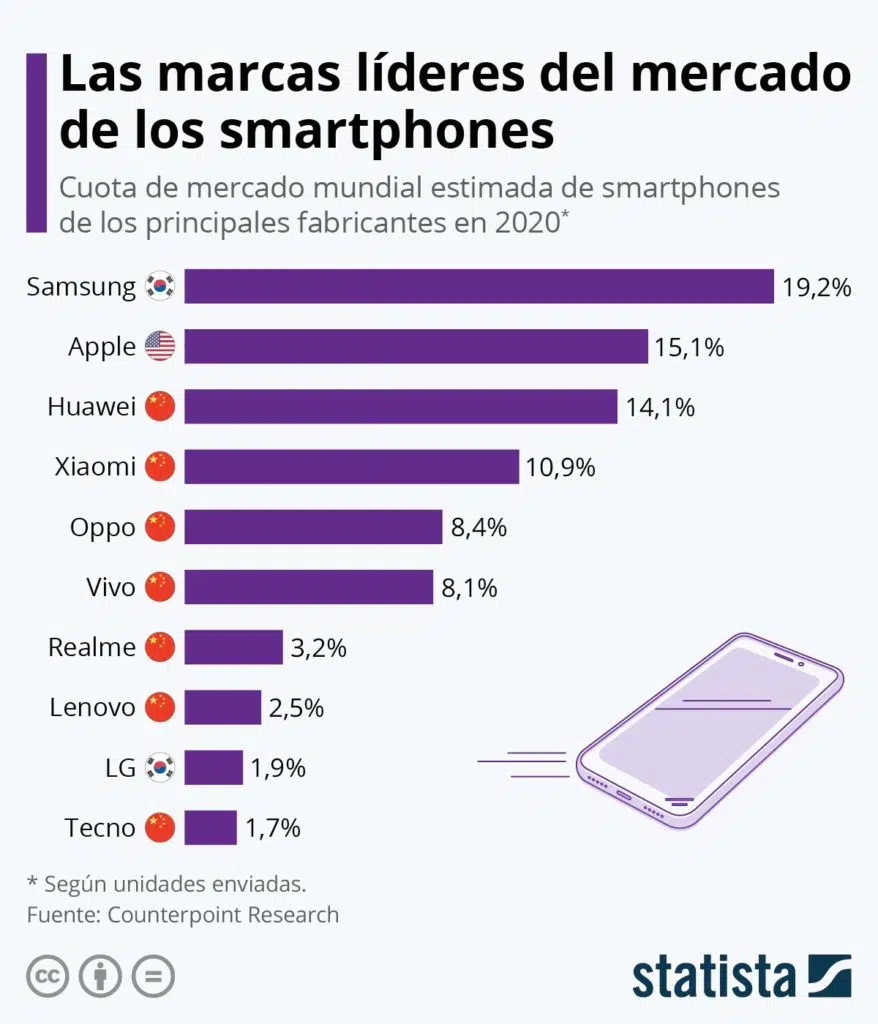 Las marcas líderes del mercado
de los smartphones
Cuota de mercado mundial estimada de smartphones
de los principales fabricantes en 2020*
Samsung 19,2%
Apple 15,1%
Huawei 14,1%
Xiaomi 10,9%
Oppo 8,4%
Vivo 8,1%
Realme 3,2%
Lenovo 2,5%
LG 1,9%
Tecno 1,7%
* Según unidades enviadas.
Fuente: Counterpoint Research
cc statista